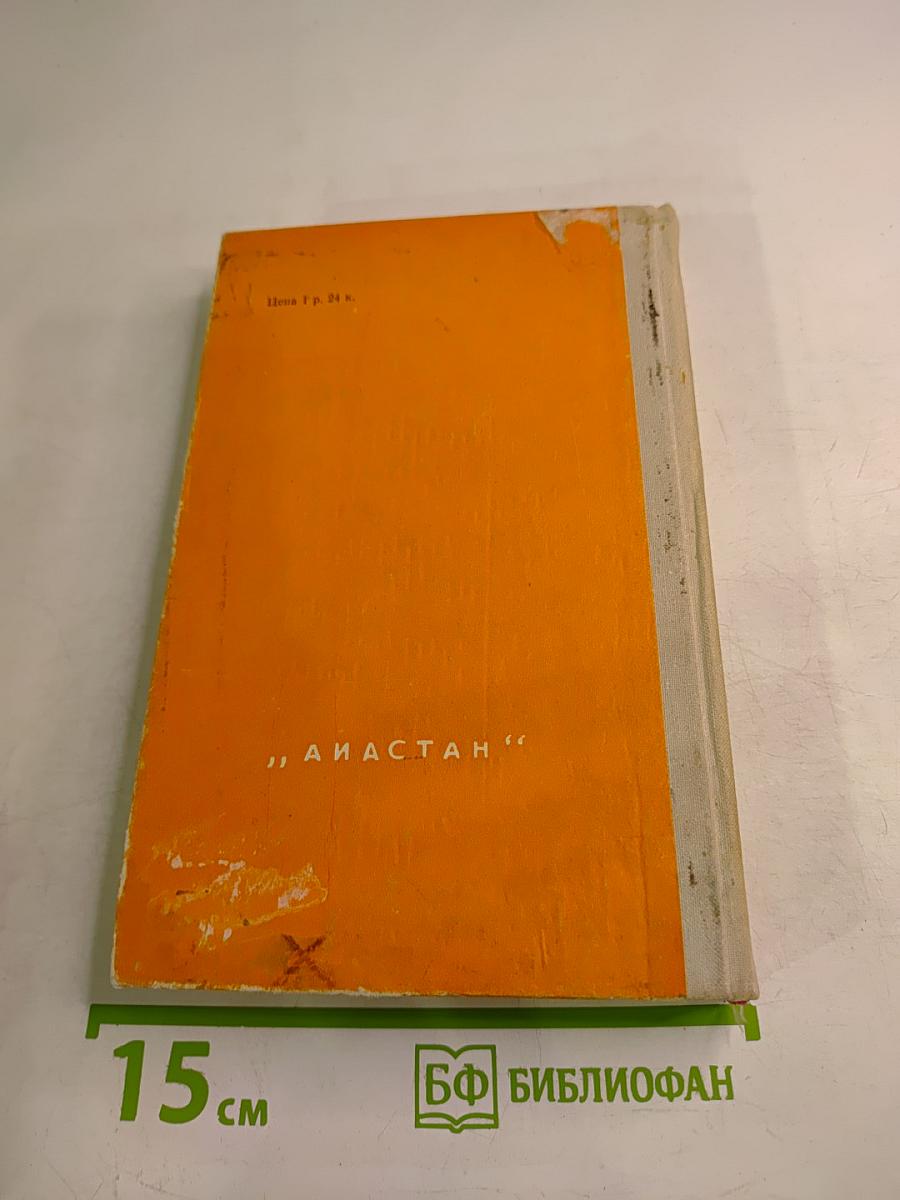 Цена 1 р. 24 к.
„АИАСТАН“
15 см
БФ БИБЛИОФАН